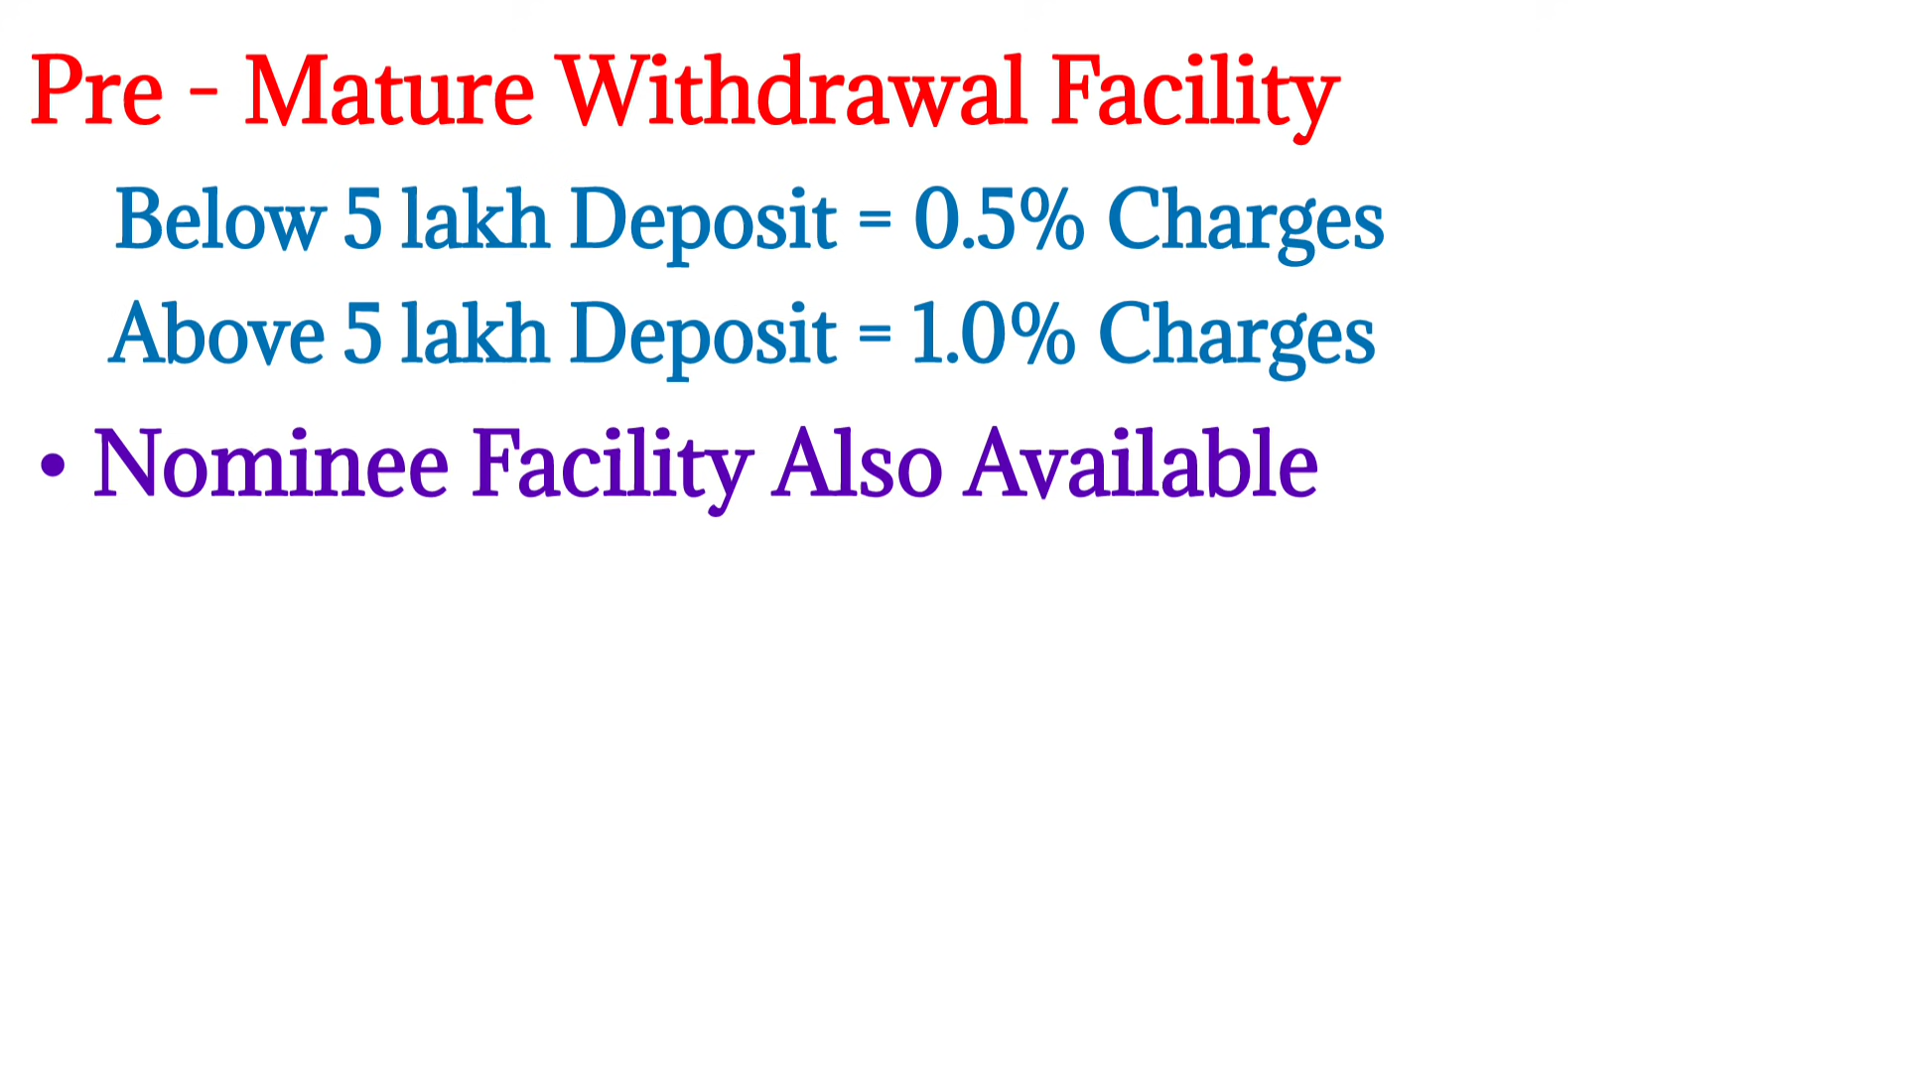 Pre - Mature Withdrawal Facility
Below 5 lakh Deposit = 0.5% Charges
Above 5 lakh Deposit = 1.0% Charges
• Nominee Facility Also Available